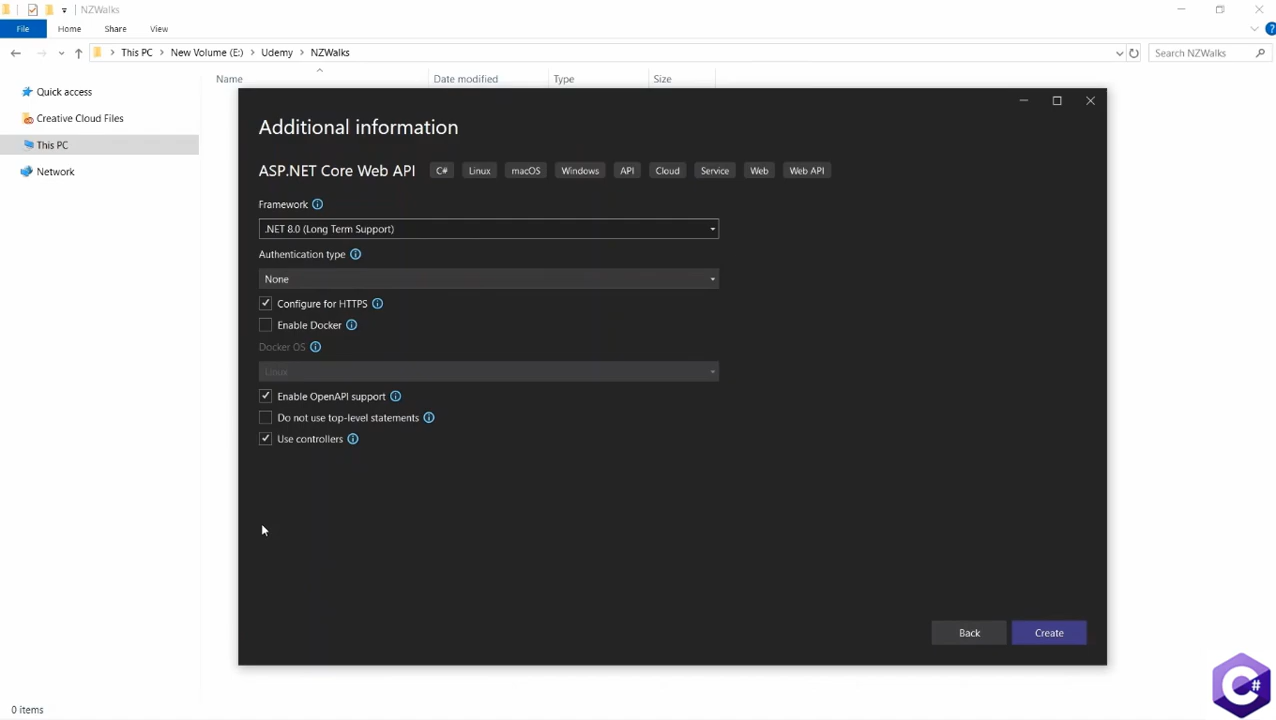 NZWalks
File Home Share View
This PC New Volume (E:) Udemy NZWalks Search NZWalks
Name Date modified Type Size
Quick access
Creative Cloud Files
This PC
Network
Additional information
ASP.NET Core Web API C# Linux macOS Windows API Cloud Service Web Web API
Framework
.NET 8.0 (Long Term Support)
Authentication type
None
Configure for HTTPS
Enable Docker
Docker OS
Linux
Enable OpenAPI support
Do not use top-level statements
Use controllers
Back Create
0 items
C#